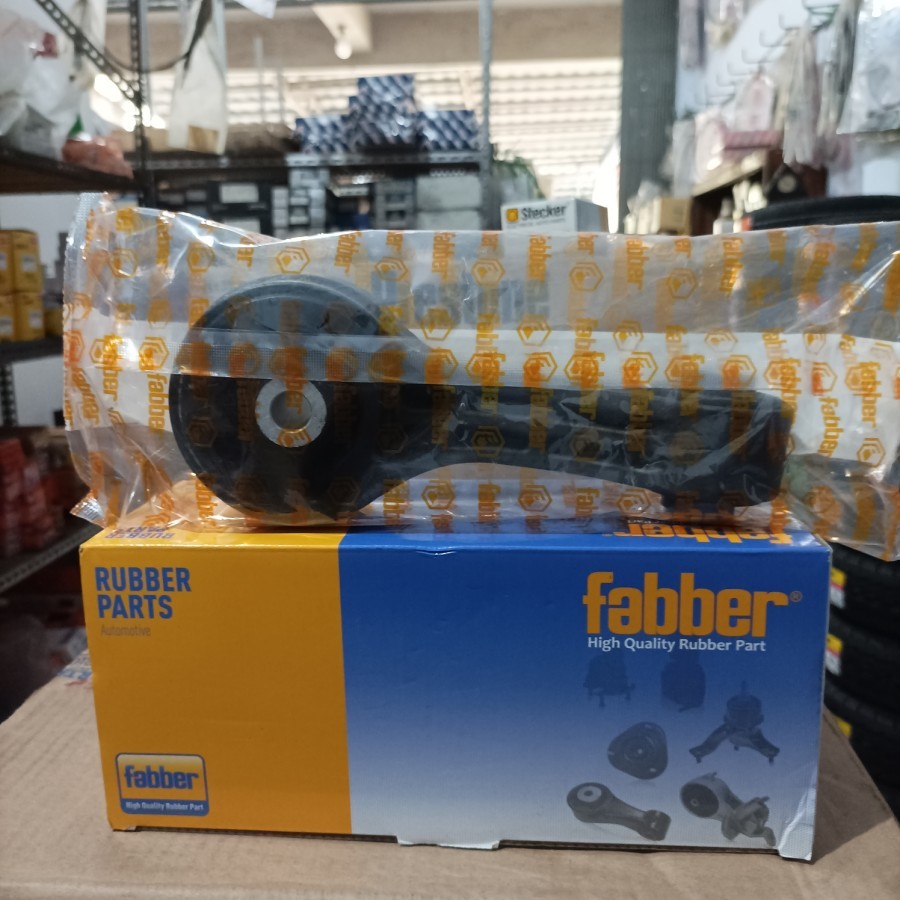 Stecker
fabber
RUBBER
PARTS
Automotive
fabber®
High Quality Rubber Part
fabber
High Quality Rubber Part